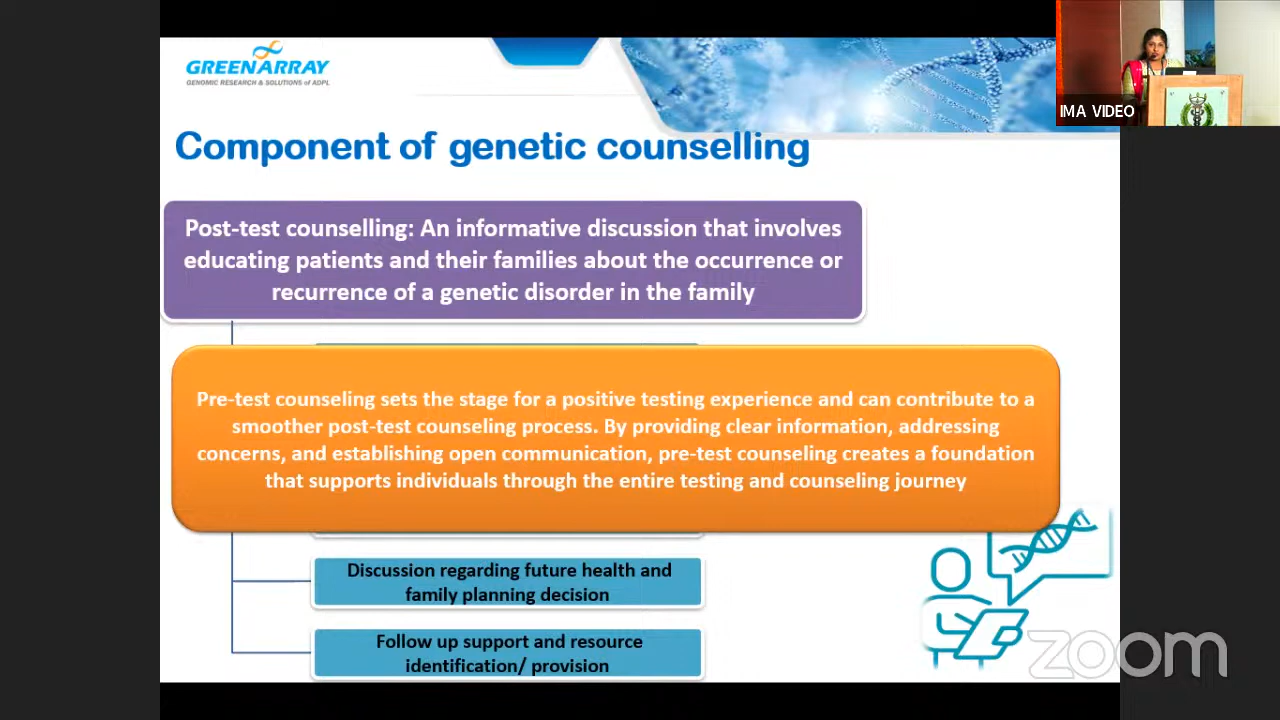 GREENARRAY
GENOMIC RESEARCH & SOLUTIONS of ADPL
IMA VIDEO
Component of genetic counselling
Post-test counselling: An informative discussion that involves
educating patients and their families about the occurrence or
recurrence of a genetic disorder in the family
Pre-test counseling sets the stage for a positive testing experience and can contribute to a
smoother post-test counseling process. By providing clear information, addressing
concerns, and establishing open communication, pre-test counseling creates a foundation
that supports individuals through the entire testing and counseling journey
Discussion regarding future health and
family planning decision
Follow up support and resource
identification/ provision
zoom